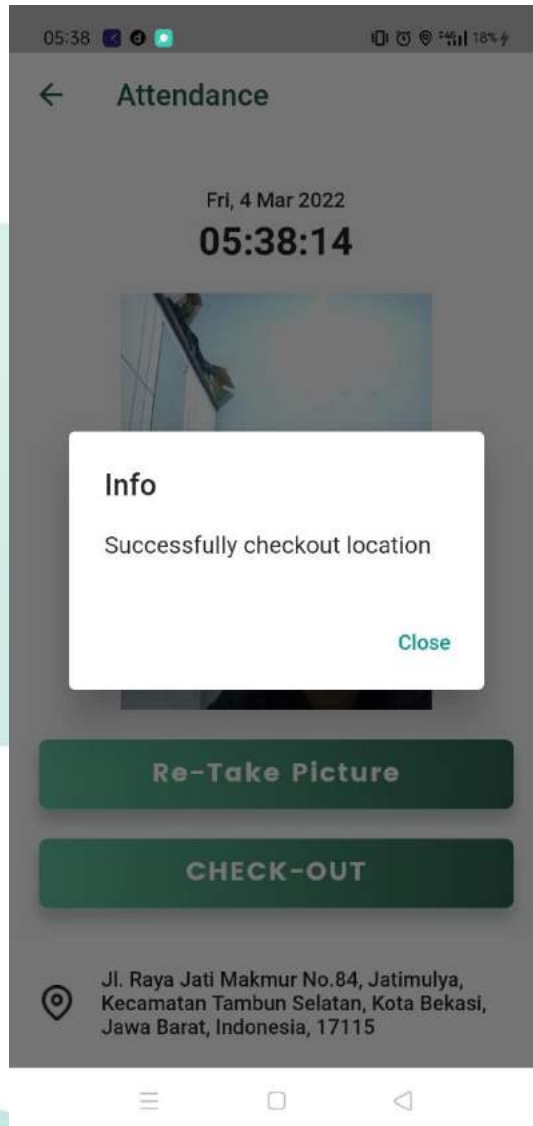 05:38
18%
Attendance
Fri, 4 Mar 2022
05:38:14
Info
Successfully checkout location
Close
Re-Take Picture
CHECK-OUT
Jl. Raya Jati Makmur No.84, Jatimulya,
Kecamatan Tambun Selatan, Kota Bekasi,
Jawa Barat, Indonesia, 17115